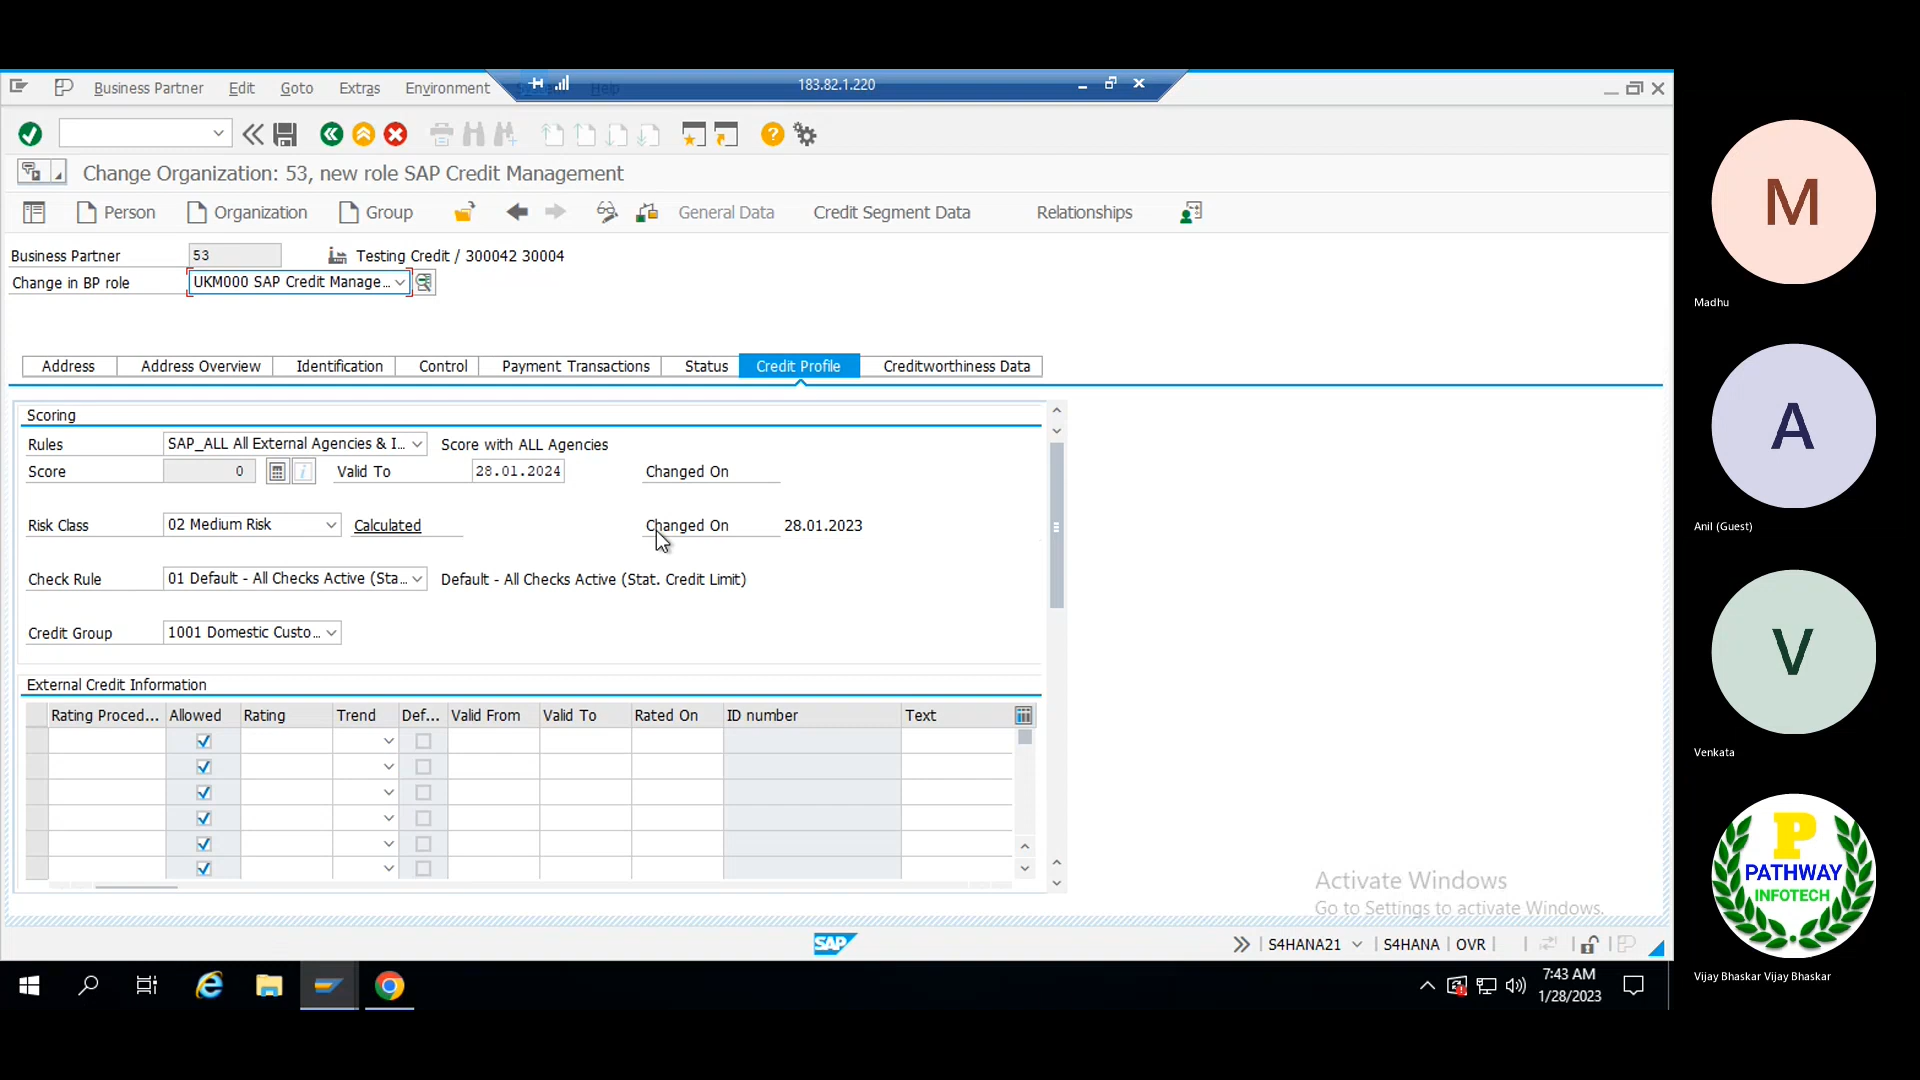 Business Partner Edit Goto Extras Environment Help
183.82.1.220
Change Organization: 53, new role SAP Credit Management
Person Organization Group General Data Credit Segment Data Relationships
Business Partner 53 Testing Credit / 300042 30004
Change in BP role UKM000 SAP Credit Manage...
Address Address Overview Identification Control Payment Transactions Status Credit Profile Creditworthiness Data
Scoring
Rules SAP_ALL All External Agencies & I... Score with ALL Agencies
Score 0 Valid To 28.01.2024 Changed On
Risk Class 02 Medium Risk Calculated Changed On 28.01.2023
Check Rule 01 Default - All Checks Active (Sta... Default - All Checks Active (Stat. Credit Limit)
Credit Group 1001 Domestic Custo...
External Credit Information
Rating Proced... Allowed Rating Trend Def... Valid From Valid To Rated On ID number Text
Activate Windows
Go to Settings to activate Windows.
SAP S4HANA21 S4HANA OVR
7:43 AM
1/28/2023
M
Madhu
A
Anil (Guest)
V
Venkata
P
PATHWAY
INFOTECH
Vijay Bhaskar Vijay Bhaskar